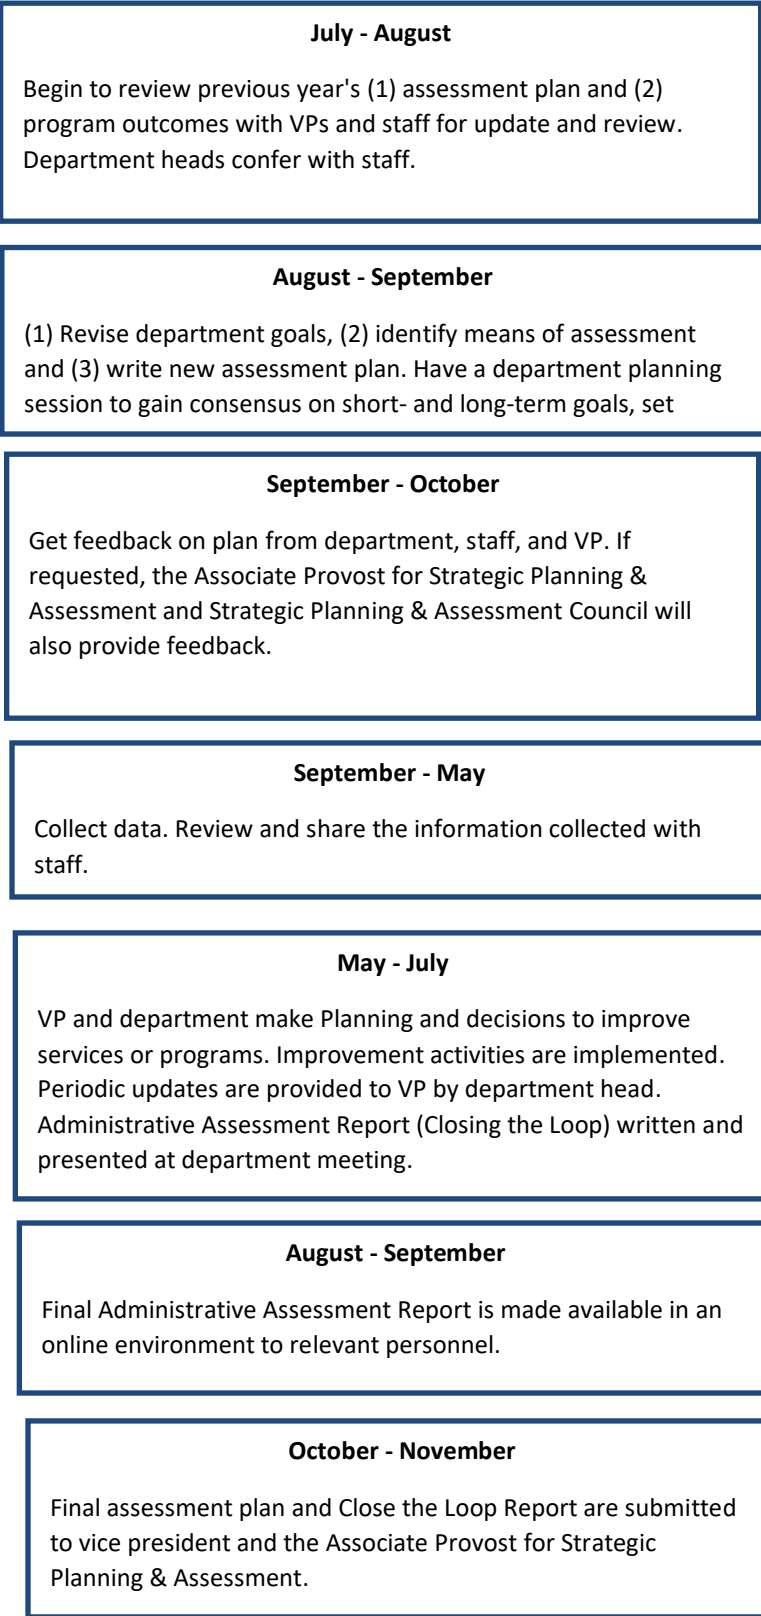 July - August
Begin to review previous year's (1) assessment plan and (2)
program outcomes with VPs and staff for update and review.
Department heads confer with staff.
August - September
(1) Revise department goals, (2) identify means of assessment
and (3) write new assessment plan. Have a department planning
session to gain consensus on short- and long-term goals, set
September - October
Get feedback on plan from department, staff, and VP. If
requested, the Associate Provost for Strategic Planning &
Assessment and Strategic Planning & Assessment Council will
also provide feedback.
September - May
Collect data. Review and share the information collected with
staff.
May - July
VP and department make Planning and decisions to improve
services or programs. Improvement activities are implemented.
Periodic updates are provided to VP by department head.
Administrative Assessment Report (Closing the Loop) written and
presented at department meeting.
August - September
Final Administrative Assessment Report is made available in an
online environment to relevant personnel.
October - November
Final assessment plan and Close the Loop Report are submitted
to vice president and the Associate Provost for Strategic
Planning & Assessment.